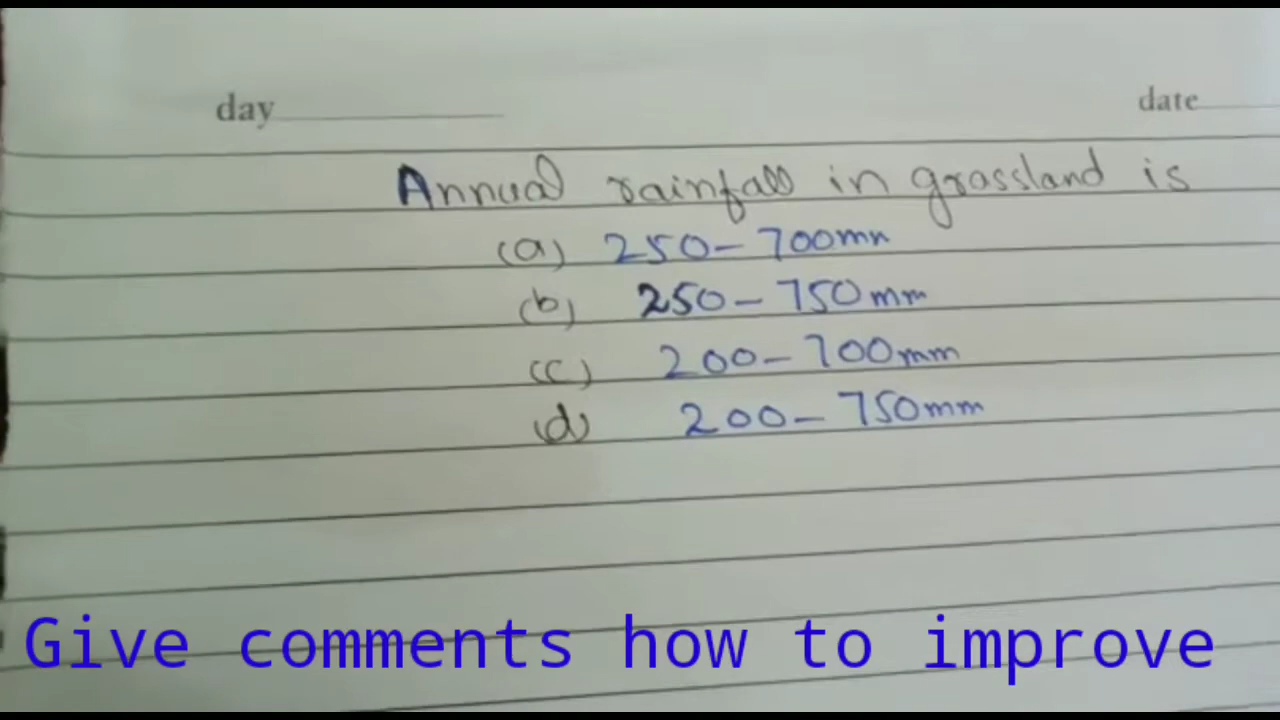 day
date
Annual rainfall in grassland is
(a) 250-700mm
(b) 250-750mm
(c) 200-700mm
(d) 200-750mm
Give comments how to improve